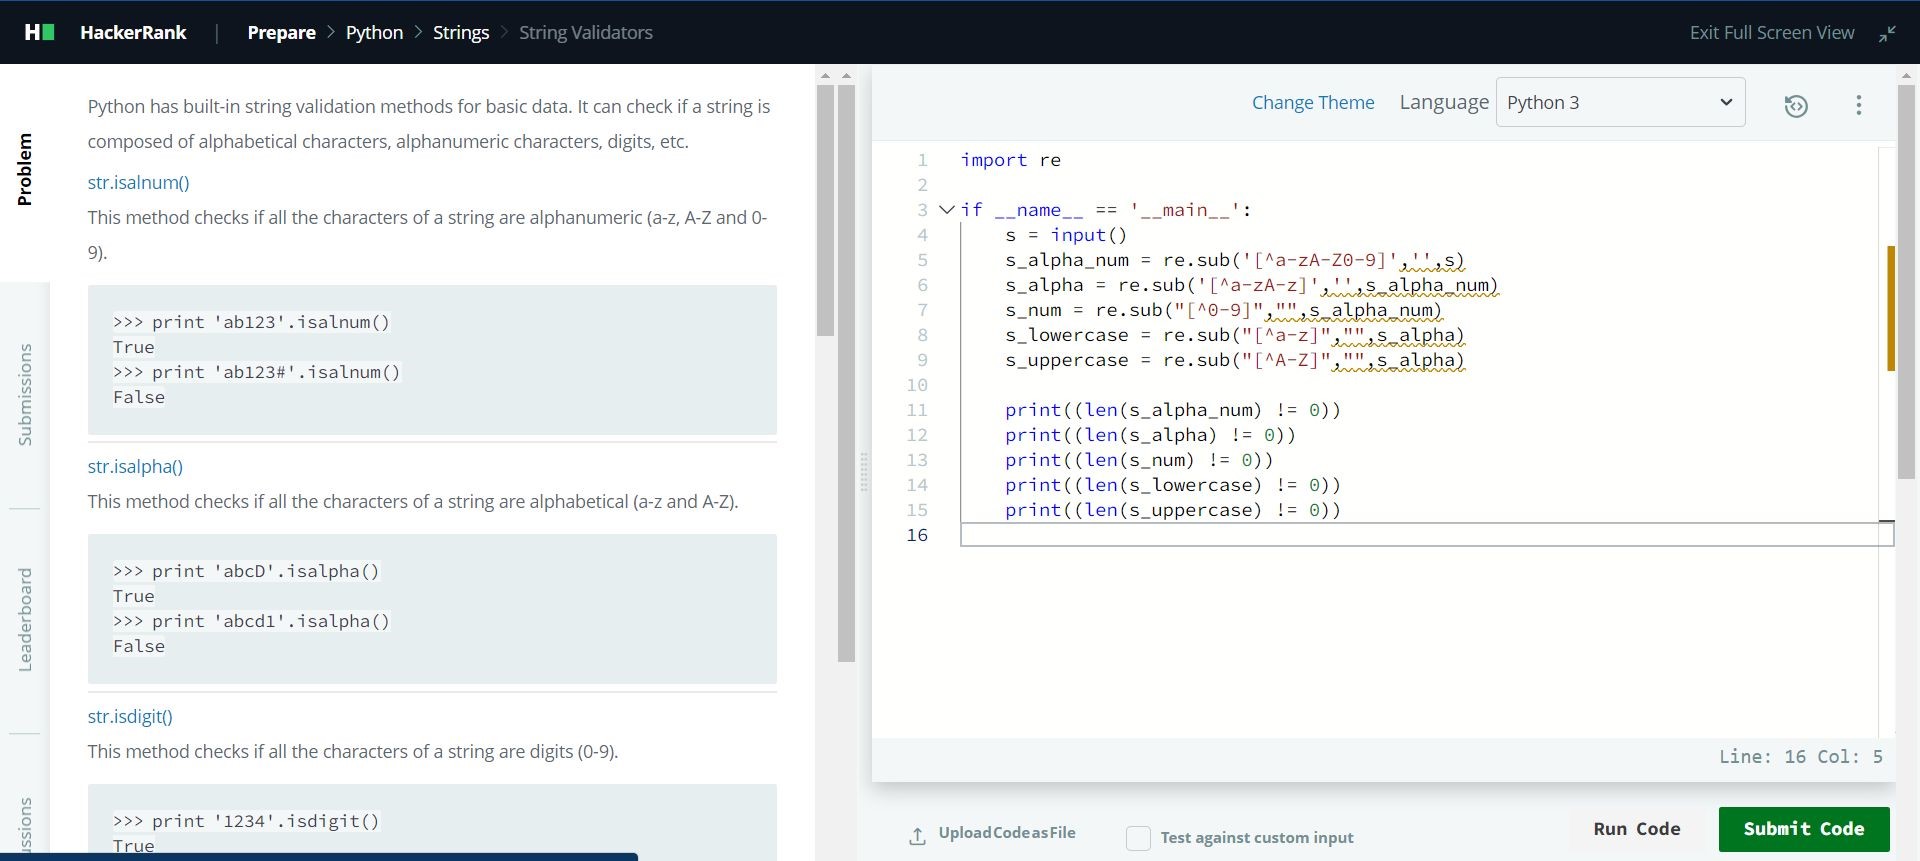 HackerRank | Prepare > Python > Strings > String Validators
Exit Full Screen View
Problem
Submissions
Leaderboard
ussions
Python has built-in string validation methods for basic data. It can check if a string is
composed of alphabetical characters, alphanumeric characters, digits, etc.
str.isalnum()
This method checks if all the characters of a string are alphanumeric (a-z, A-Z and 0-
9).
>>> print 'ab123'.isalnum()
True
>>> print 'ab123#'.isalnum()
False
str.isalpha()
This method checks if all the characters of a string are alphabetical (a-z and A-Z).
>>> print 'abcD'.isalpha()
True
>>> print 'abcd1'.isalpha()
False
str.isdigit()
This method checks if all the characters of a string are digits (0-9).
>>> print '1234'.isdigit()
True
Change Theme Language Python 3
1 import re
2
3 if __name__ == '__main__':
4     s = input()
5     s_alpha_num = re.sub('[^a-zA-Z0-9]','',s)
6     s_alpha = re.sub('[^a-zA-z]','',s_alpha_num)
7     s_num = re.sub("[^0-9]","",s_alpha_num)
8     s_lowercase = re.sub("[^a-z]","",s_alpha)
9     s_uppercase = re.sub("[^A-Z]","",s_alpha)
10
11     print((len(s_alpha_num) != 0))
12     print((len(s_alpha) != 0))
13     print((len(s_num) != 0))
14     print((len(s_lowercase) != 0))
15     print((len(s_uppercase) != 0))
16
Line: 16 Col: 5
Upload Code as File
Test against custom input
Run Code
Submit Code